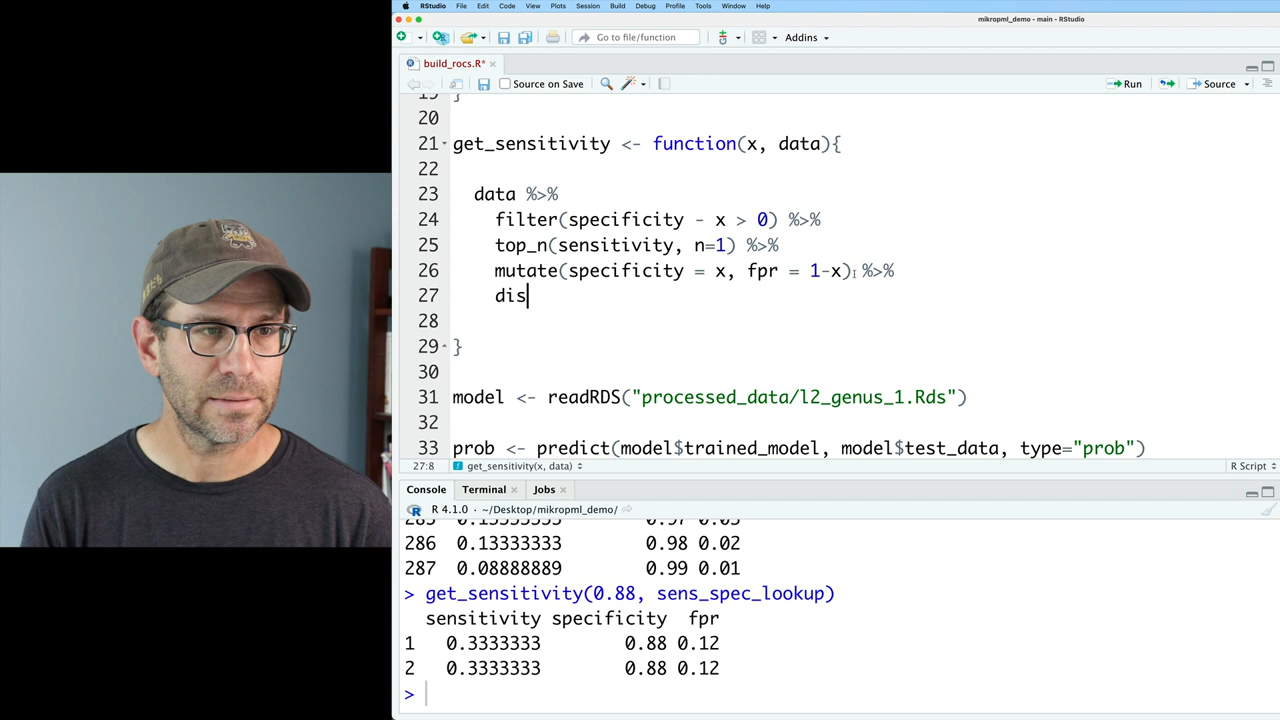 RStudio File Edit Code View Plots Session Build Debug Profile Tools Window Help
mikropml_demo - main - RStudio
Go to file/function Addins
build_rocs.R*
Source on Save Run Source
19 }
20
21 get_sensitivity <- function(x, data){
22
23 data %>%
24 filter(specificity - x > 0) %>%
25 top_n(sensitivity, n=1) %>%
26 mutate(specificity = x, fpr = 1-x) %>%
27 dis
28
29 }
30
31 model <- readRDS("processed_data/l2_genus_1.Rds")
32
33 prob <- predict(model$trained_model, model$test_data, type="prob")
27:8 get_sensitivity(x, data) R Script
Console Terminal Jobs
R 4.1.0 · ~/Desktop/mikropml_demo/
285 0.13333333 0.97 0.03
286 0.13333333 0.98 0.02
287 0.08888889 0.99 0.01
> get_sensitivity(0.88, sens_spec_lookup)
sensitivity specificity fpr
1 0.3333333 0.88 0.12
2 0.3333333 0.88 0.12
>